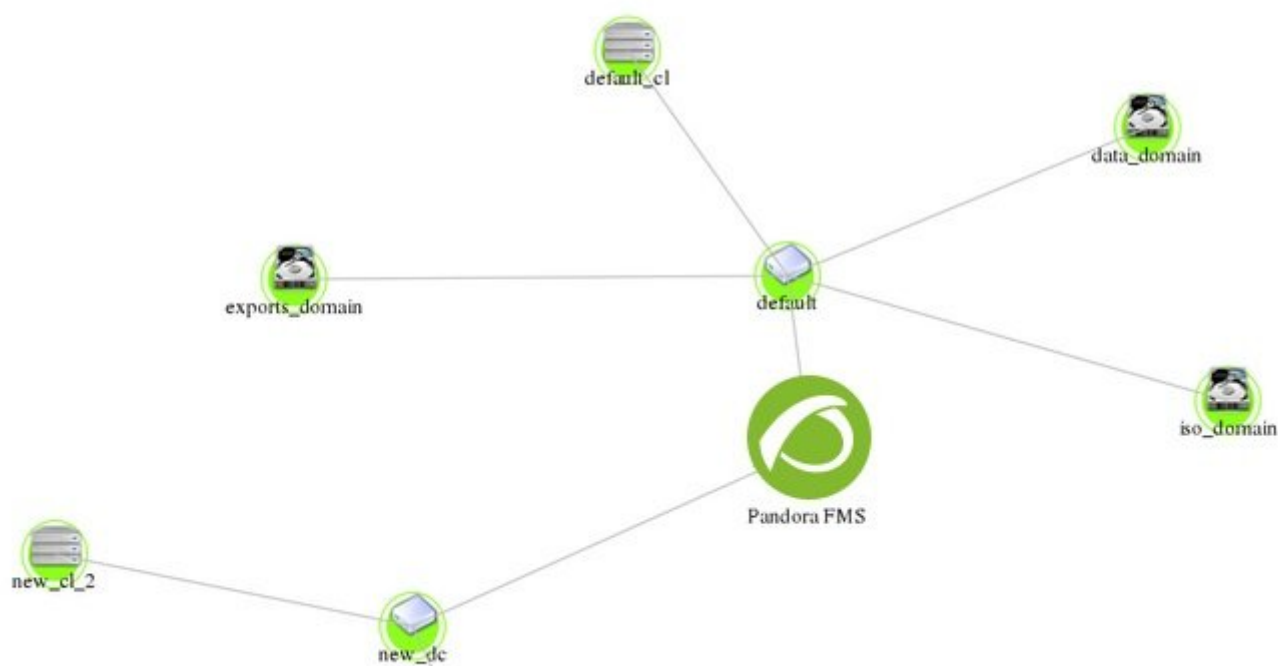 default_cl
data_domain
exports_domain
default
iso_domain
Pandora FMS
new_cl_2
new_dc